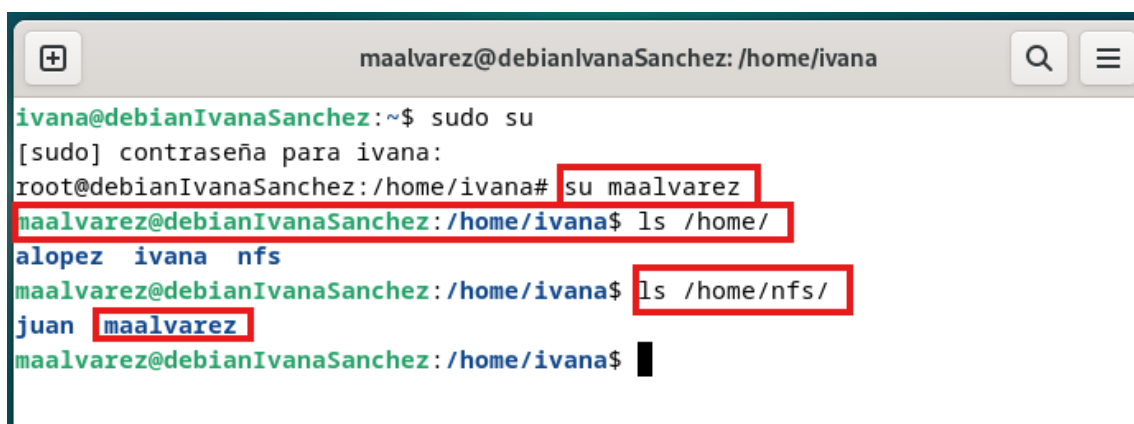 maalvarez@debianIvanaSanchez: /home/ivana
ivana@debianIvanaSanchez:~$ sudo su
[sudo] contraseña para ivana:
root@debianIvanaSanchez:/home/ivana# su maalvarez
maalvarez@debianIvanaSanchez:/home/ivana$ ls /home/
alopez  ivana  nfs
maalvarez@debianIvanaSanchez:/home/ivana$ ls /home/nfs/
juan  maalvarez
maalvarez@debianIvanaSanchez:/home/ivana$